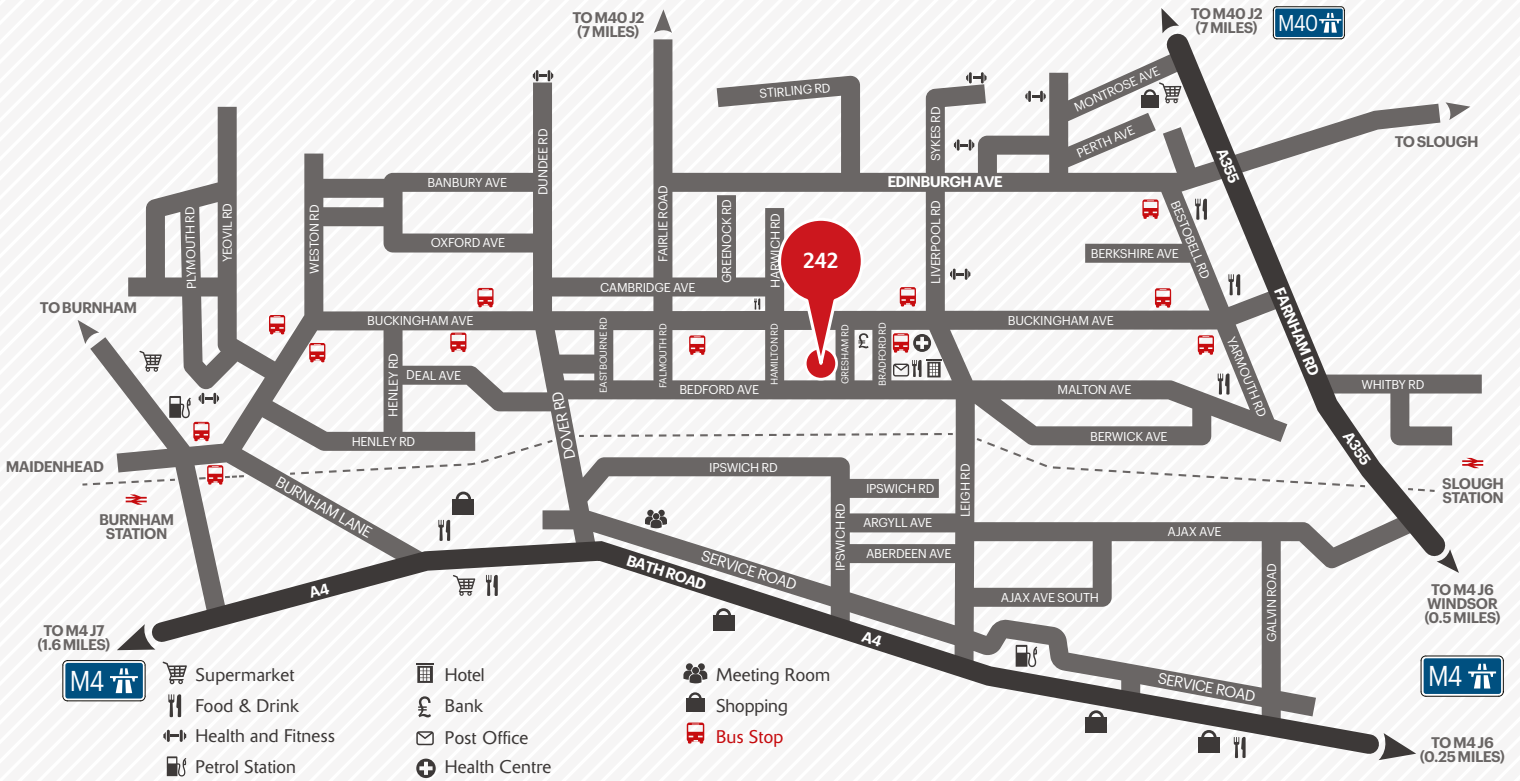 TO M40 J2
(7 MILES)
TO M40 J2
(7 MILES)
M40
STIRLING RD
MONTROSE AVE
PERTH AVE
SYKES RD
A355
TO SLOUGH
DUNDEE RD
BANBURY AVE
EDINBURGH AVE
PLYMOUTH RD
YEOVIL RD
WESTON RD
OXFORD AVE
FAIRLIE ROAD
GREENOCK RD
HARWICH RD
242
LIVERPOOL RD
BESTOBELL RD
BERKSHIRE AVE
CAMBRIDGE AVE
TO BURNHAM
BUCKINGHAM AVE
BUCKINGHAM AVE
FARNHAM RD
EASTBOURNE RD
FALMOUTH RD
HAMILTON RD
GRESHAM RD
£
BRADFORD RD
YARMOUTH RD
HENLEY RD
DEAL AVE
BEDFORD AVE
MALTON AVE
WHITBY RD
DOVER RD
HENLEY RD
BERWICK AVE
A355
MAIDENHEAD
BURNHAM
STATION
BURNHAM LANE
IPSWICH RD
IPSWICH RD
IPSWICH RD
LEIGH RD
SLOUGH
STATION
ARGYLL AVE
AJAX AVE
ABERDEEN AVE
BATH ROAD
SERVICE ROAD
A4
AJAX AVE SOUTH
GALVIN ROAD
TO M4 J6
WINDSOR
(0.5 MILES)
TO M4 J7
(1.6 MILES)
A4
M4
SERVICE ROAD
M4
TO M4 J6
(0.25 MILES)
Supermarket
Food & Drink
Health and Fitness
Petrol Station
Hotel
£ Bank
Post Office
Health Centre
Meeting Room
Shopping
Bus Stop